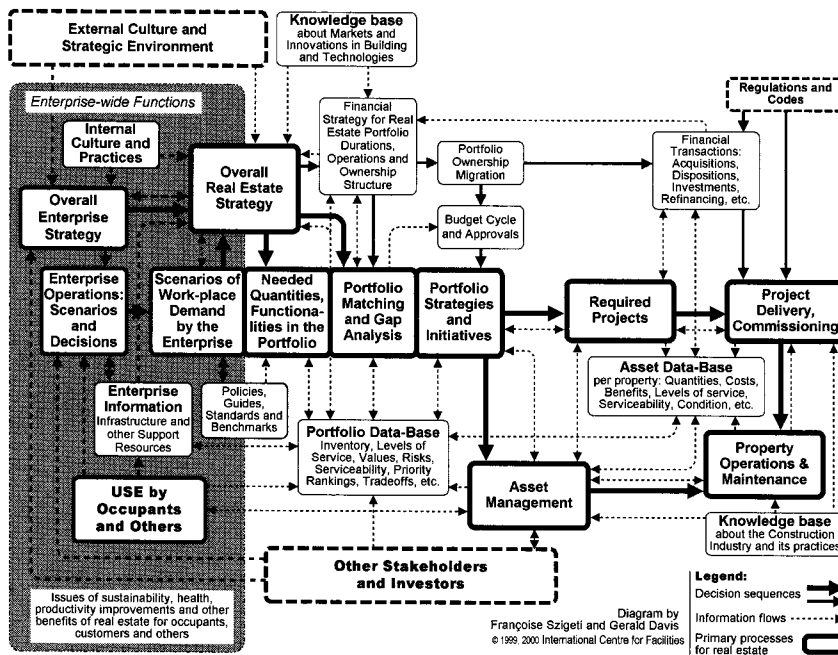 External Culture and
Strategic Environment
Knowledge base
about Markets and
Innovations in Building
and Technologies
Enterprise-wide Functions
Internal
Culture and
Practices
Overall
Enterprise
Strategy
Overall
Real Estate
Strategy
Financial
Strategy for Real
Estate Portfolio
Durations,
Operations and
Ownership
Structure
Portfolio
Ownership
Migration
Budget Cycle
and Approvals
Financial
Transactions:
Acquisitions,
Dispositions,
Investments,
Refinancing, etc.
Regulations and
Codes
Enterprise
Operations:
Scenarios
and
Decisions
Scenarios of
Work-place
Demand
by the
Enterprise
Needed
Quantities,
Functiona-
lities in the
Portfolio
Portfolio
Matching
and Gap
Analysis
Portfolio
Strategies
and
Initiatives
Required
Projects
Project
Delivery,
Commissioning
Enterprise
Information
Infrastructure and
other Support
Resources
Policies,
Guides,
Standards and
Benchmarks
Portfolio Data-Base
Inventory, Levels of
Service, Values, Risks,
Serviceability, Priority
Rankings, Tradeoffs, etc.
Asset Data-Base
per property: Quantities, Costs,
Benefits, Levels of service,
Serviceability, Condition, etc.
USE by
Occupants
and Others
Asset
Management
Property
Operations &
Maintenance
Knowledge base
about the Construction
Industry and its practices
Other Stakeholders
and Investors
Issues of sustainability, health,
productivity improvements and other
benefits of real estate for occupants,
customers and others
Diagram by
Françoise Szigeti and Gerald Davis
© 1999, 2000 International Centre for Facilities
Legend:
Decision sequences
Information flows
Primary processes
for real estate